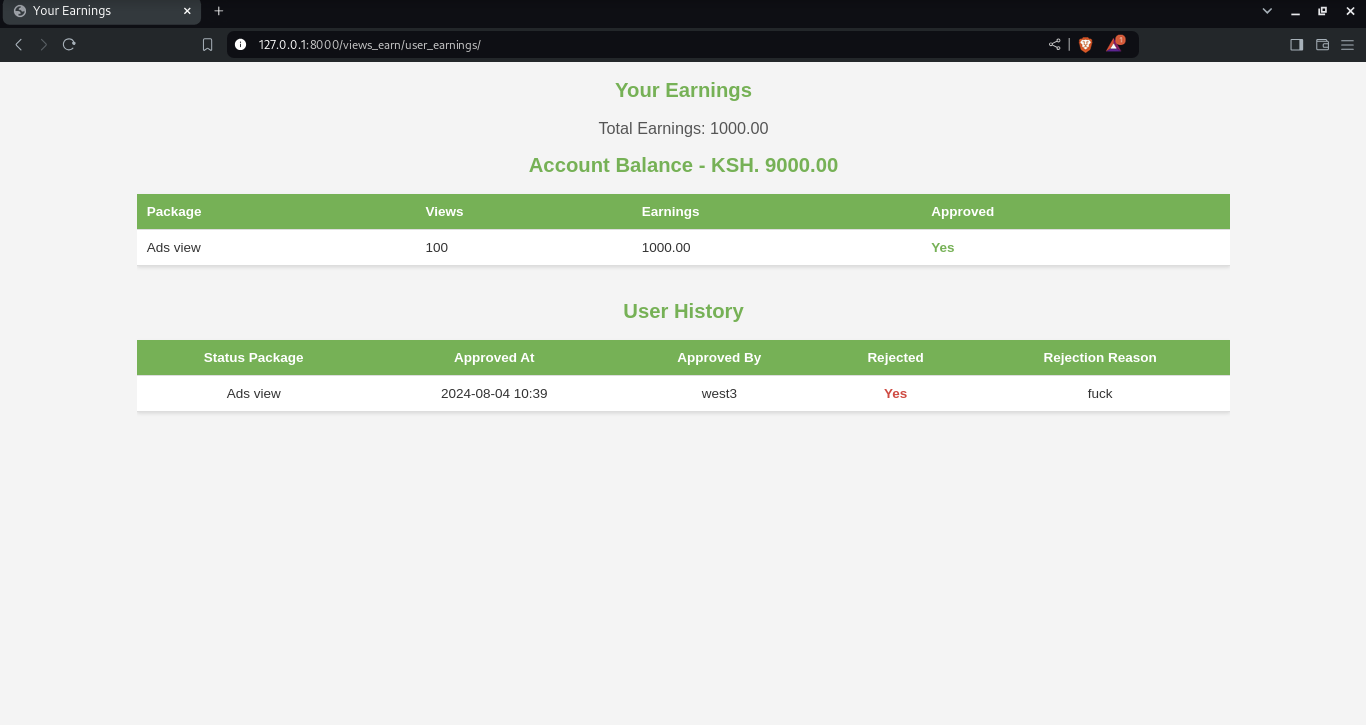 Your Earnings
127.0.0.1:8000/views_earn/user_earnings/
1
Your Earnings
Total Earnings: 1000.00
Account Balance - KSH. 9000.00
Package Views Earnings Approved
Ads view 100 1000.00 Yes
User History
Status Package Approved At Approved By Rejected Rejection Reason
Ads view 2024-08-04 10:39 west3 Yes fuck